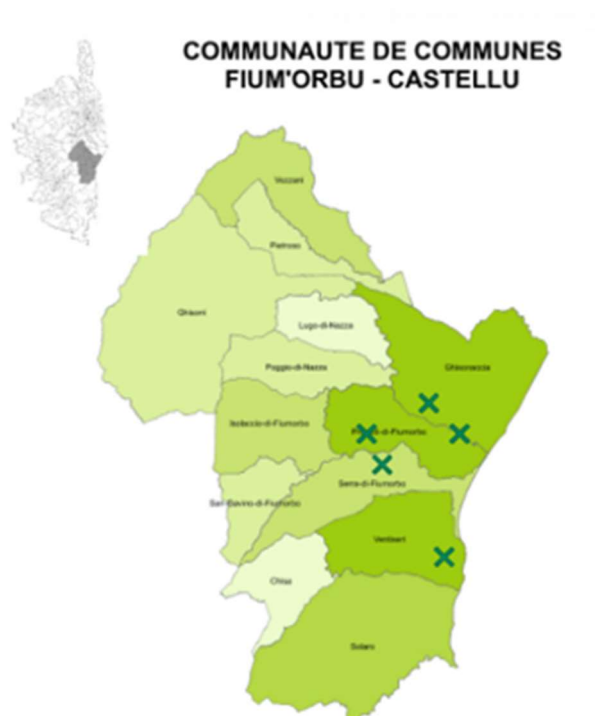 COMMUNAUTE DE COMMUNES
FIUM'ORBU - CASTELLU
Vezzani
Pietroso
Ghisoni
Lugo-di-Nazza
Poggio-di-Nazza
Ghisonaccia
Isolaccio-di-Fiumorbo
di-Fiumorbo
Serra-di-Fiumorbo
San-Gavino-di-Fiumorbo
Ventiseri
Chisa
Solaro